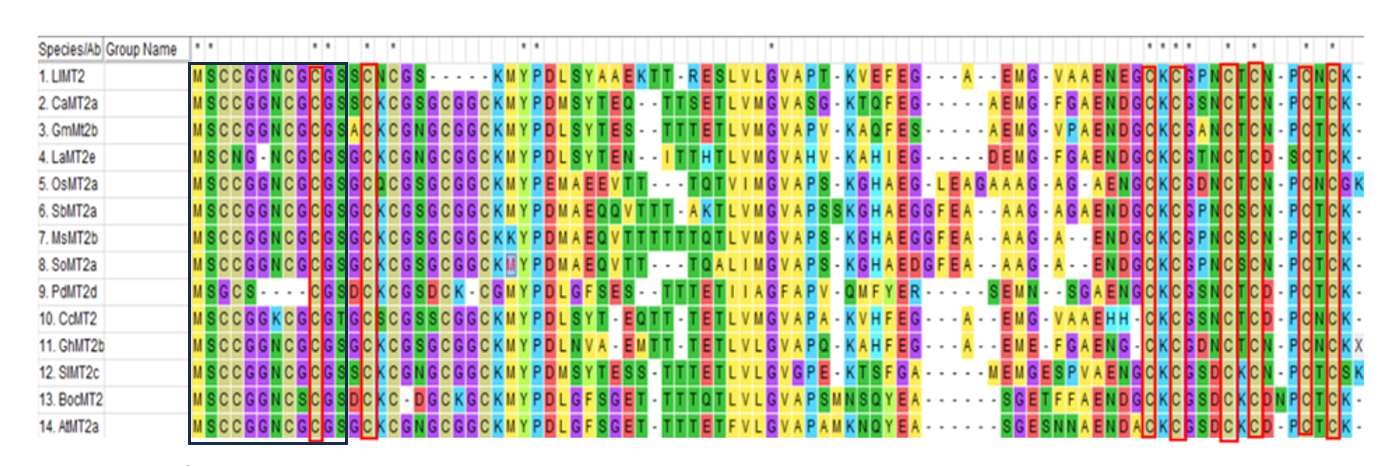 Species/Ab Group Name * * * * * * * * * * * * * * * * *
1. LIMT2 MSCCGGNCGCGSSCNCGS-----KMYPDLSYAAEKTT-RESLVLGVAPT-KVEFEG---A--EMG-VAAENEGCKCGPNCTCN-PCNCK-
2. CaMT2a MSCCGGNCGCGSSCKCGSGCGGCKMYPDMSYTEQ--TTSETLVMGVASG-KTQFEG-----AEMG-FGAENDGCKCGSNCTCN-PCTCK-
3. GmMt2b MSCCGGNCGCGSACKCGNGCGGCKMYPDLSYTES--TTTETLVMGVAPV-KAQFES-----AEMG-VPAENDGCKCGANCTCN-PCTCK-
4. LaMT2e MSCNG-NCGCGSGCKCGNGCGGCKMYPDLSYTEN--ITTHTLVMGVAHV-KAHIEG-----DEMG-FGAENDGCKCGTNCTCD-SCTCK-
5. OsMT2a MSCCGGNCGCGSGCQCGSGCGGCKMYPEMAEEVTT---TQTVIMGVAPS-KGHAEG-LEAGAAAG-AG-AENGCKCGDNCTCN-PCNCGK
6. SbMT2a MSCCGGNCGCGSGCKCGSGCGGCKMYPDMAEQQVTTT-AKTLVMGVAPSSKGHAEGGFEA--AAG-AGAENDGCKCGPNCSCN-PCTCK-
7. MsMT2b MSCCGGNCGCGSGCKCGSGCGGCKKYPDMAEQVTTTTTTQTLVMGVAPS-KGHAEGGFEA--AAG-A--ENDGCKCGPNCSCN-PCTCK-
8. SoMT2a MSCCGGNCGCGSGCKCGSGCGGCKMYPDMAEQVTT---TQALIMGVAPS-KGHAEDGFEA--AAG-A--ENDGCKCGPNCSCN-PCTCK-
9. PdMT2d MSGCS----CGSDCKCGSDCK-CGMYPDLGFSES--TTTETIIAGFAPV-QMFYER-----SEMN--SGAENGCKCGSNCTCD-PCTCK-
10. CcMT2 MSCCGGKCGCGTGCSCGSSCGGCKMYPDLSYT-EQTT-TETLVMGVAPA-KVHFEG---A--EMG-VAAEHH-CKCGSNCTCD-PCNCK-
11. GhMT2b MSCCGGNCGCGSGCKCGSGCGGCKMYPDLNVA-EMTT-TETLVLGVAPQ-KAHFEG---A--EME-FGAENG-CKCGDNCTCN-PCNCKX
12. SlMT2c MSCCGGNCGCGSSCKCGNGCGGCKMYPDMSYTESS-TTTETLVLGVGPE-KTSFGA-----MEMGESPVAENGCKCGSDCKCN-PCTCSK
13. BocMT2 MSCCGGNCSCGSDCKC-DGCKGCKMYPDLGFSGET-TTTQTLVLGVAPSMNSQYEA------SGETFFAENDGCKCGSDCKCDNPCTCK-
14. AtMT2a MSCCGGNCGCGSGCKCGNGCGGCKMYPDLGFSGET-TTTETFVLGVAPAMKNQYEA------SGESNNAENDACKCGSDCKCD-PCTCK-